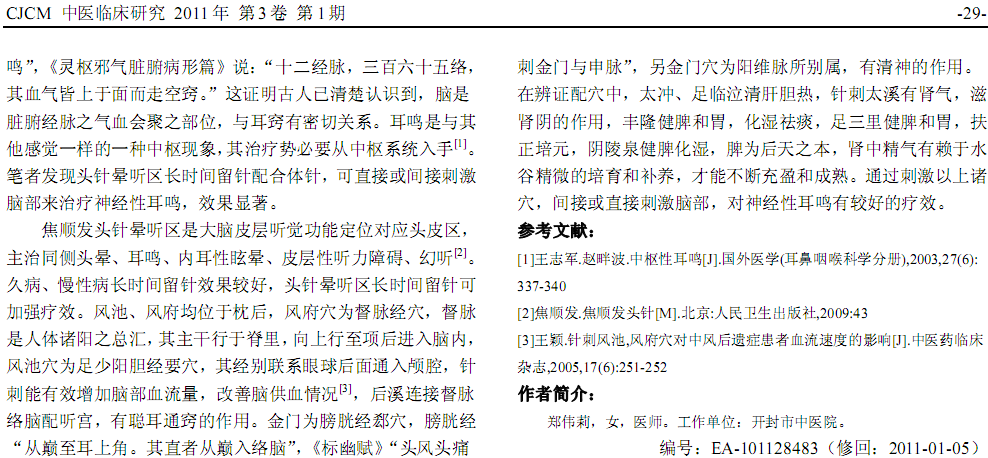 CJCM 中医临床研究 2011年 第3卷 第1期 -29-
鸣”,《灵枢邪气脏腑病形篇》说:“十二经脉，三百六十五络，
其血气皆上于面而走空窍。”这证明古人已清楚认识到，脑是
脏腑经脉之气血会聚之部位，与耳窍有密切关系。耳鸣是与其
他感觉一样的一种中枢现象，其治疗势必要从中枢系统入手[1]。
笔者发现头针晕听区长时间留针配合体针，可直接或间接刺激
脑部来治疗神经性耳鸣，效果显著。
焦顺发头针晕听区是大脑皮层听觉功能定位对应头皮区，
主治同侧头晕、耳鸣、内耳性眩晕、皮层性听力障碍、幻听[2]。
久病、慢性病长时间留针效果较好，头针晕听区长时间留针可
加强疗效。风池、风府均位于枕后，风府穴为督脉经穴，督脉
是人体诸阳之总汇，其主干行于脊里，向上行至项后进入脑内，
风池穴为足少阳胆经要穴，其经别联系眼球后面通入颅腔，针
刺能有效增加脑部血流量，改善脑供血情况[3]，后溪连接督脉
络脑配听宫，有聪耳通窍的作用。金门为膀胱经郄穴，膀胱经
“从巅至耳上角。其直者从巅入络脑”,《标幽赋》“头风头痛
刺金门与申脉”，另金门穴为阳维脉所别属，有清神的作用。
在辨证配穴中，太冲、足临泣清肝胆热，针刺太溪有肾气，滋
肾阴的作用，丰隆健脾和胃，化湿祛痰，足三里健脾和胃，扶
正培元，阴陵泉健脾化湿，脾为后天之本，肾中精气有赖于水
谷精微的培育和补养，才能不断充盈和成熟。通过刺激以上诸
穴，间接或直接刺激脑部，对神经性耳鸣有较好的疗效。
参考文献：
[1]王志军.赵畔波.中枢性耳鸣[J].国外医学(耳鼻咽喉科学分册),2003,27(6):
337-340
[2]焦顺发.焦顺发头针[M].北京:人民卫生出版社,2009:43
[3]王颖.针刺风池,风府穴对中风后遗症患者血流速度的影响[J].中医药临床
杂志,2005,17(6):251-252
作者简介：
郑伟莉，女，医师。工作单位：开封市中医院。
编号：EA-101128483（修回：2011-01-05）